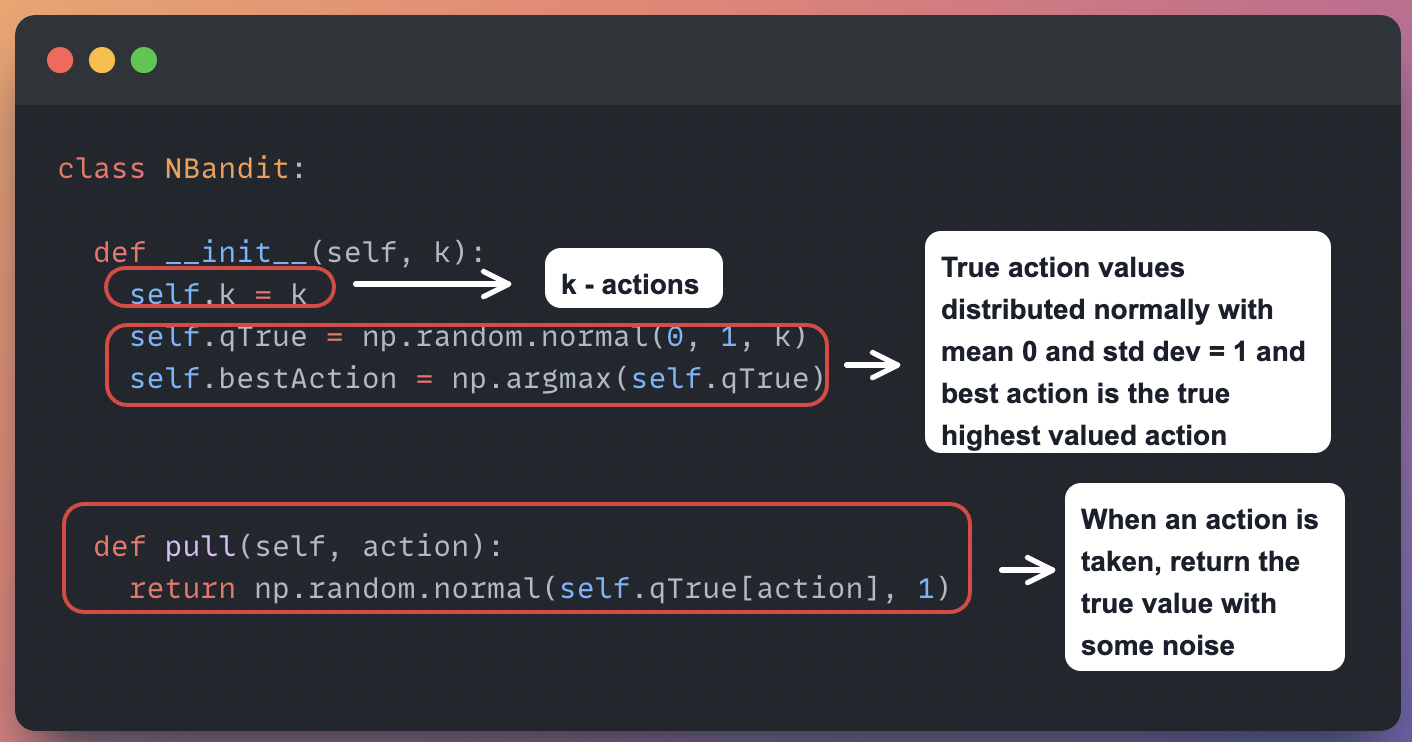 class NBandit:
def __init__(self, k):
self.k = k
k - actions
self.qTrue = np.random.normal(0, 1, k)
self.bestAction = np.argmax(self.qTrue)
True action values
distributed normally with
mean 0 and std dev = 1 and
best action is the true
highest valued action
def pull(self, action):
return np.random.normal(self.qTrue[action], 1)
When an action is
taken, return the
true value with
some noise